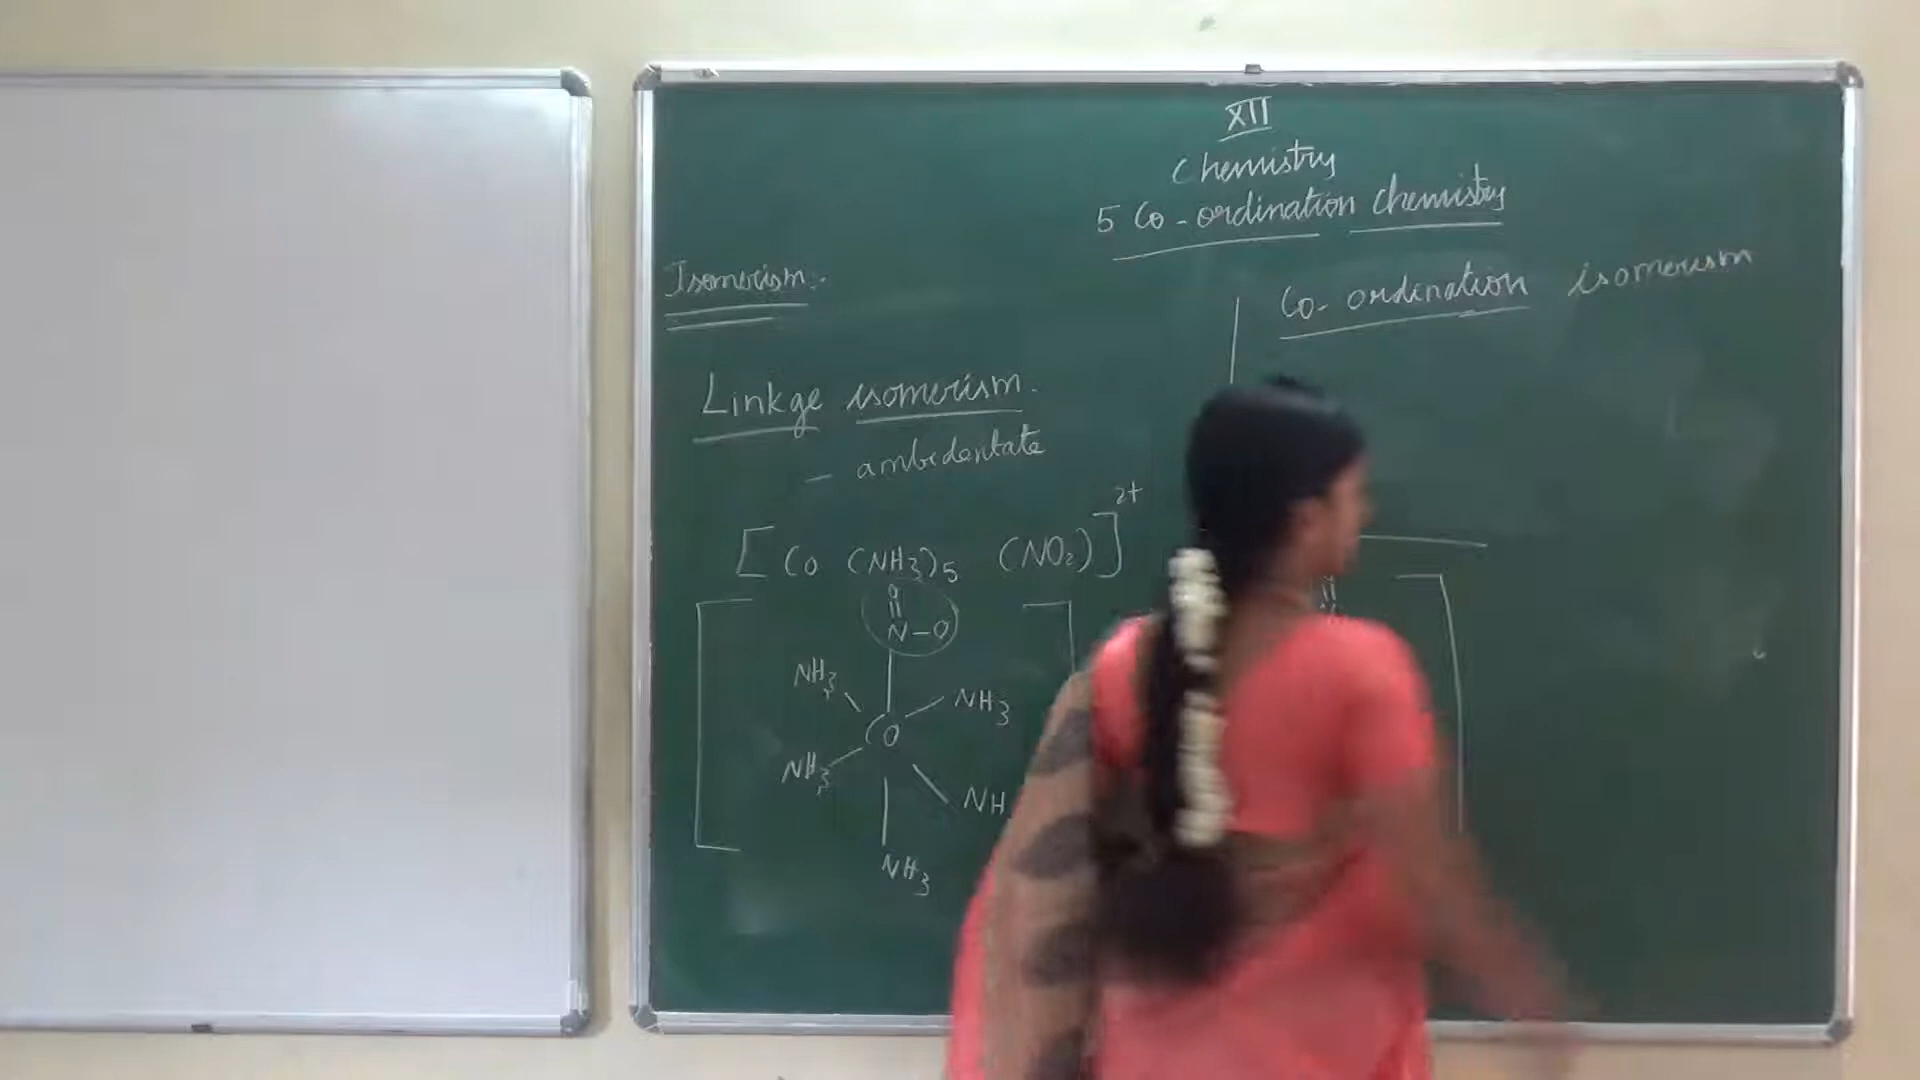 XII
Chemistry
5 Co-ordination chemistry
Isomerism:-
Co-ordination isomerism
Linkge isomerism.
- ambidentate
[Co (NH3)5 (NO2)]2+
O
N-O
NH3
NH3
Co
NH3
NH
NH3